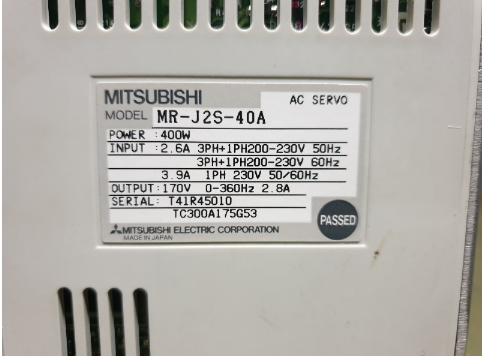 MITSUBISHI AC SERVO
MODEL MR-J2S-40A
POWER : 400W
INPUT : 2.6A 3PH+1PH200-230V 50Hz
3PH+1PH200-230V 60Hz
3.9A 1PH 230V 50/60Hz
OUTPUT: 170V 0-360Hz 2.8A
SERIAL: T41R45010
TC300A175G53
PASSED
MITSUBISHI ELECTRIC CORPORATION
MADE IN JAPAN